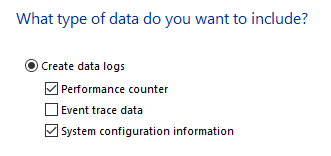 What type of data do you want to include?
Create data logs
Performance counter
Event trace data
System configuration information